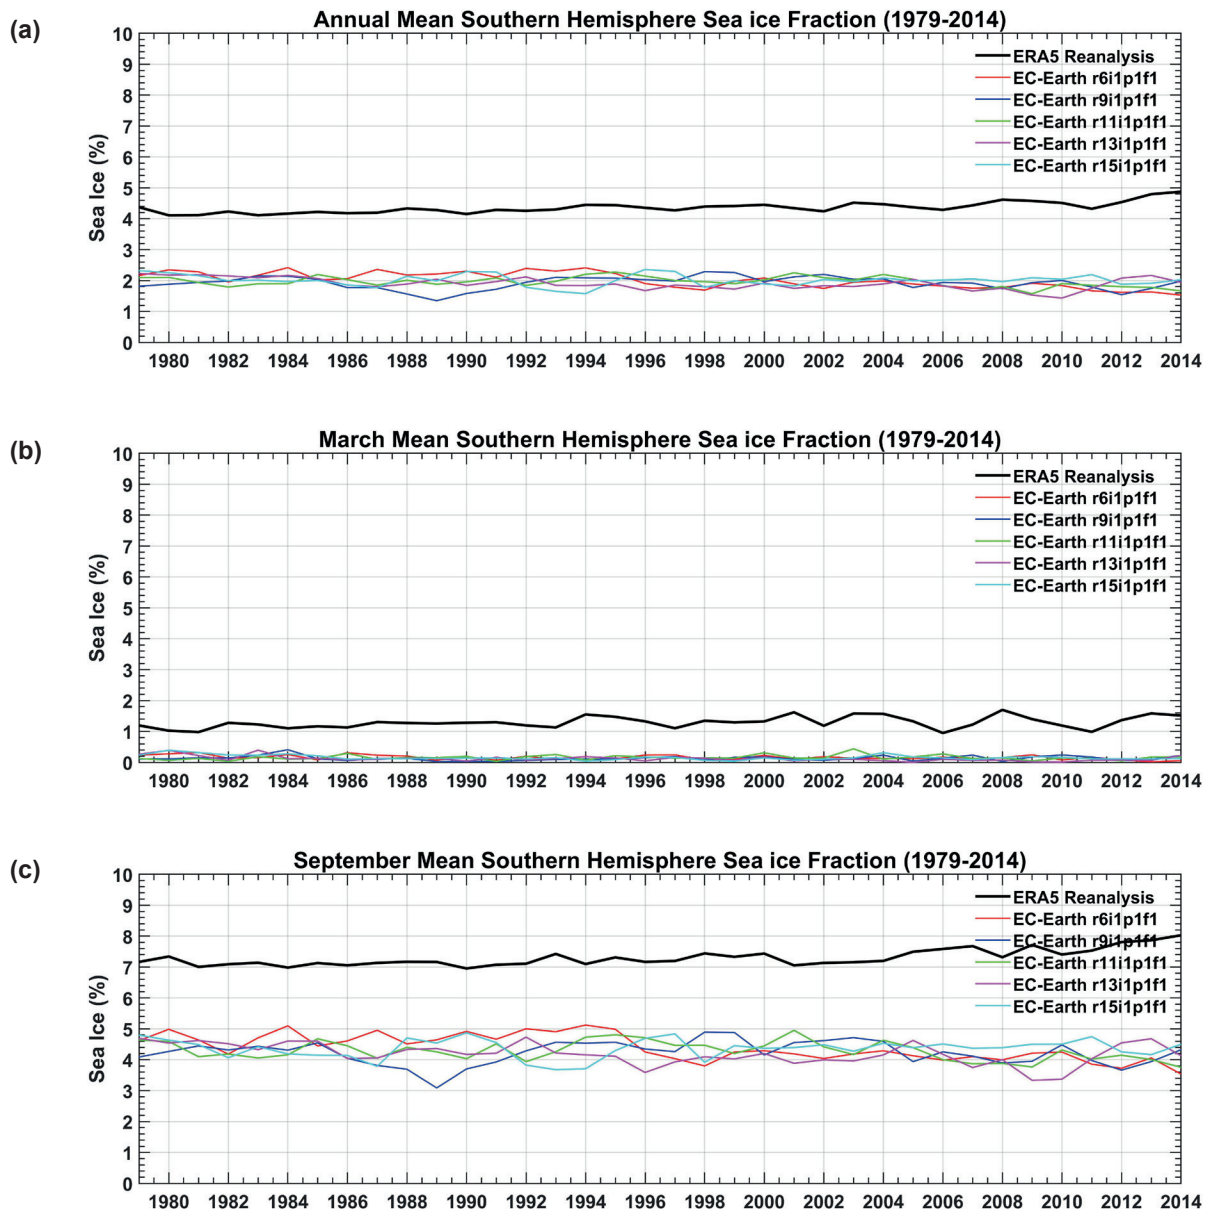 (a)
Annual Mean Southern Hemisphere Sea ice Fraction (1979-2014)
10
9
8
7
6
5
4
3
2
1
0
Sea Ice (%)
ERA5 Reanalysis
EC-Earth r6i1p1f1
EC-Earth r9i1p1f1
EC-Earth r11i1p1f1
EC-Earth r13i1p1f1
EC-Earth r15i1p1f1
1980 1982 1984 1986 1988 1990 1992 1994 1996 1998 2000 2002 2004 2006 2008 2010 2012 2014
(b)
March Mean Southern Hemisphere Sea ice Fraction (1979-2014)
10
9
8
7
6
5
4
3
2
1
0
Sea Ice (%)
ERA5 Reanalysis
EC-Earth r6i1p1f1
EC-Earth r9i1p1f1
EC-Earth r11i1p1f1
EC-Earth r13i1p1f1
EC-Earth r15i1p1f1
1980 1982 1984 1986 1988 1990 1992 1994 1996 1998 2000 2002 2004 2006 2008 2010 2012 2014
(c)
September Mean Southern Hemisphere Sea ice Fraction (1979-2014)
10
9
8
7
6
5
4
3
2
1
0
Sea Ice (%)
ERA5 Reanalysis
EC-Earth r6i1p1f1
EC-Earth r9i1p1f1
EC-Earth r11i1p1f1
EC-Earth r13i1p1f1
EC-Earth r15i1p1f1
1980 1982 1984 1986 1988 1990 1992 1994 1996 1998 2000 2002 2004 2006 2008 2010 2012 2014